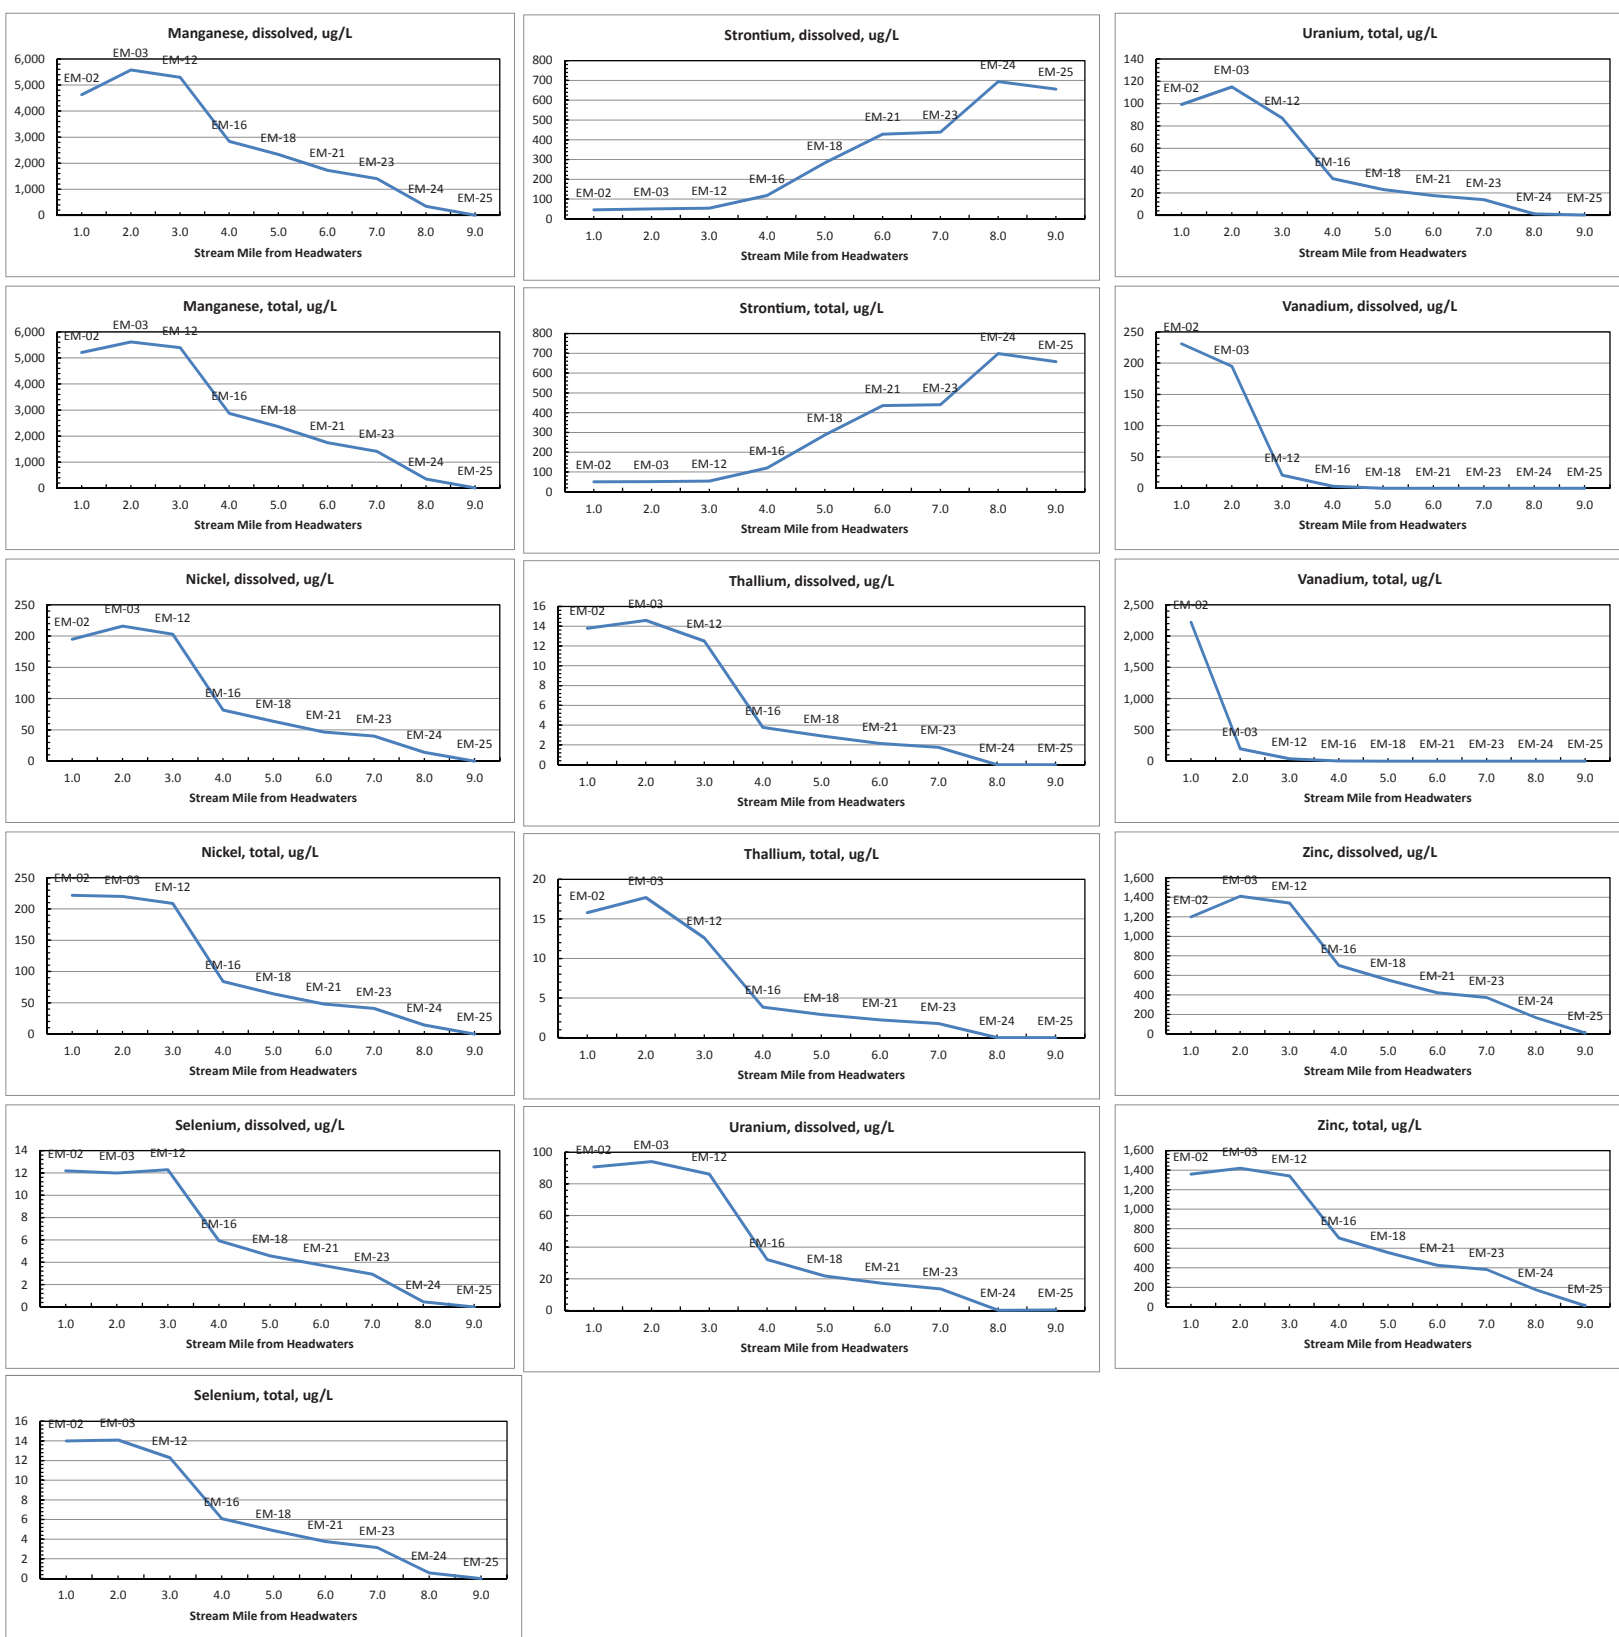 Manganese, dissolved, ug/L
6,000
5,000
4,000
3,000
2,000
1,000
0
EM-02
EM-03
EM-12
EM-16
EM-18
EM-21
EM-23
EM-24
EM-25
1.0 2.0 3.0 4.0 5.0 6.0 7.0 8.0 9.0
Stream Mile from Headwaters
Manganese, total, ug/L
6,000
5,000
4,000
3,000
2,000
1,000
0
EM-02
EM-03
EM-12
EM-16
EM-18
EM-21
EM-23
EM-24
EM-25
1.0 2.0 3.0 4.0 5.0 6.0 7.0 8.0 9.0
Stream Mile from Headwaters
Nickel, dissolved, ug/L
250
200
150
100
50
0
EM-02
EM-03
EM-12
EM-16
EM-18
EM-21
EM-23
EM-24
EM-25
1.0 2.0 3.0 4.0 5.0 6.0 7.0 8.0 9.0
Stream Mile from Headwaters
Nickel, total, ug/L
250
200
150
100
50
0
EM-02
EM-03
EM-12
EM-16
EM-18
EM-21
EM-23
EM-24
EM-25
1.0 2.0 3.0 4.0 5.0 6.0 7.0 8.0 9.0
Stream Mile from Headwaters
Selenium, dissolved, ug/L
14
12
10
8
6
4
2
0
EM-02
EM-03
EM-12
EM-16
EM-18
EM-21
EM-23
EM-24
EM-25
1.0 2.0 3.0 4.0 5.0 6.0 7.0 8.0 9.0
Stream Mile from Headwaters
Selenium, total, ug/L
16
14
12
10
8
6
4
2
0
EM-02
EM-03
EM-12
EM-16
EM-18
EM-21
EM-23
EM-24
EM-25
1.0 2.0 3.0 4.0 5.0 6.0 7.0 8.0 9.0
Stream Mile from Headwaters
Strontium, dissolved, ug/L
800
700
600
500
400
300
200
100
0
EM-02
EM-03
EM-12
EM-16
EM-18
EM-21
EM-23
EM-24
EM-25
1.0 2.0 3.0 4.0 5.0 6.0 7.0 8.0 9.0
Stream Mile from Headwaters
Strontium, total, ug/L
800
700
600
500
400
300
200
100
0
EM-02
EM-03
EM-12
EM-16
EM-18
EM-21
EM-23
EM-24
EM-25
1.0 2.0 3.0 4.0 5.0 6.0 7.0 8.0 9.0
Stream Mile from Headwaters
Thallium, dissolved, ug/L
16
14
12
10
8
6
4
2
0
EM-02
EM-03
EM-12
EM-16
EM-18
EM-21
EM-23
EM-24
EM-25
1.0 2.0 3.0 4.0 5.0 6.0 7.0 8.0 9.0
Stream Mile from Headwaters
Thallium, total, ug/L
20
15
10
5
0
EM-02
EM-03
EM-12
EM-16
EM-18
EM-21
EM-23
EM-24
EM-25
1.0 2.0 3.0 4.0 5.0 6.0 7.0 8.0 9.0
Stream Mile from Headwaters
Uranium, dissolved, ug/L
100
80
60
40
20
0
EM-02
EM-03
EM-12
EM-16
EM-18
EM-21
EM-23
EM-24
EM-25
1.0 2.0 3.0 4.0 5.0 6.0 7.0 8.0 9.0
Stream Mile from Headwaters
Uranium, total, ug/L
140
120
100
80
60
40
20
0
EM-02
EM-03
EM-12
EM-16
EM-18
EM-21
EM-23
EM-24
EM-25
1.0 2.0 3.0 4.0 5.0 6.0 7.0 8.0 9.0
Stream Mile from Headwaters
Vanadium, dissolved, ug/L
250
200
150
100
50
0
EM-02
EM-03
EM-12
EM-16
EM-18
EM-21
EM-23
EM-24
EM-25
1.0 2.0 3.0 4.0 5.0 6.0 7.0 8.0 9.0
Stream Mile from Headwaters
Vanadium, total, ug/L
2,500
2,000
1,500
1,000
500
0
EM-02
EM-03
EM-12
EM-16
EM-18
EM-21
EM-23
EM-24
EM-25
1.0 2.0 3.0 4.0 5.0 6.0 7.0 8.0 9.0
Stream Mile from Headwaters
Zinc, dissolved, ug/L
1,600
1,400
1,200
1,000
800
600
400
200
0
EM-02
EM-03
EM-12
EM-16
EM-18
EM-21
EM-23
EM-24
EM-25
1.0 2.0 3.0 4.0 5.0 6.0 7.0 8.0 9.0
Stream Mile from Headwaters
Zinc, total, ug/L
1,600
1,400
1,200
1,000
800
600
400
200
0
EM-02
EM-03
EM-12
EM-16
EM-18
EM-21
EM-23
EM-24
EM-25
1.0 2.0 3.0 4.0 5.0 6.0 7.0 8.0 9.0
Stream Mile from Headwaters